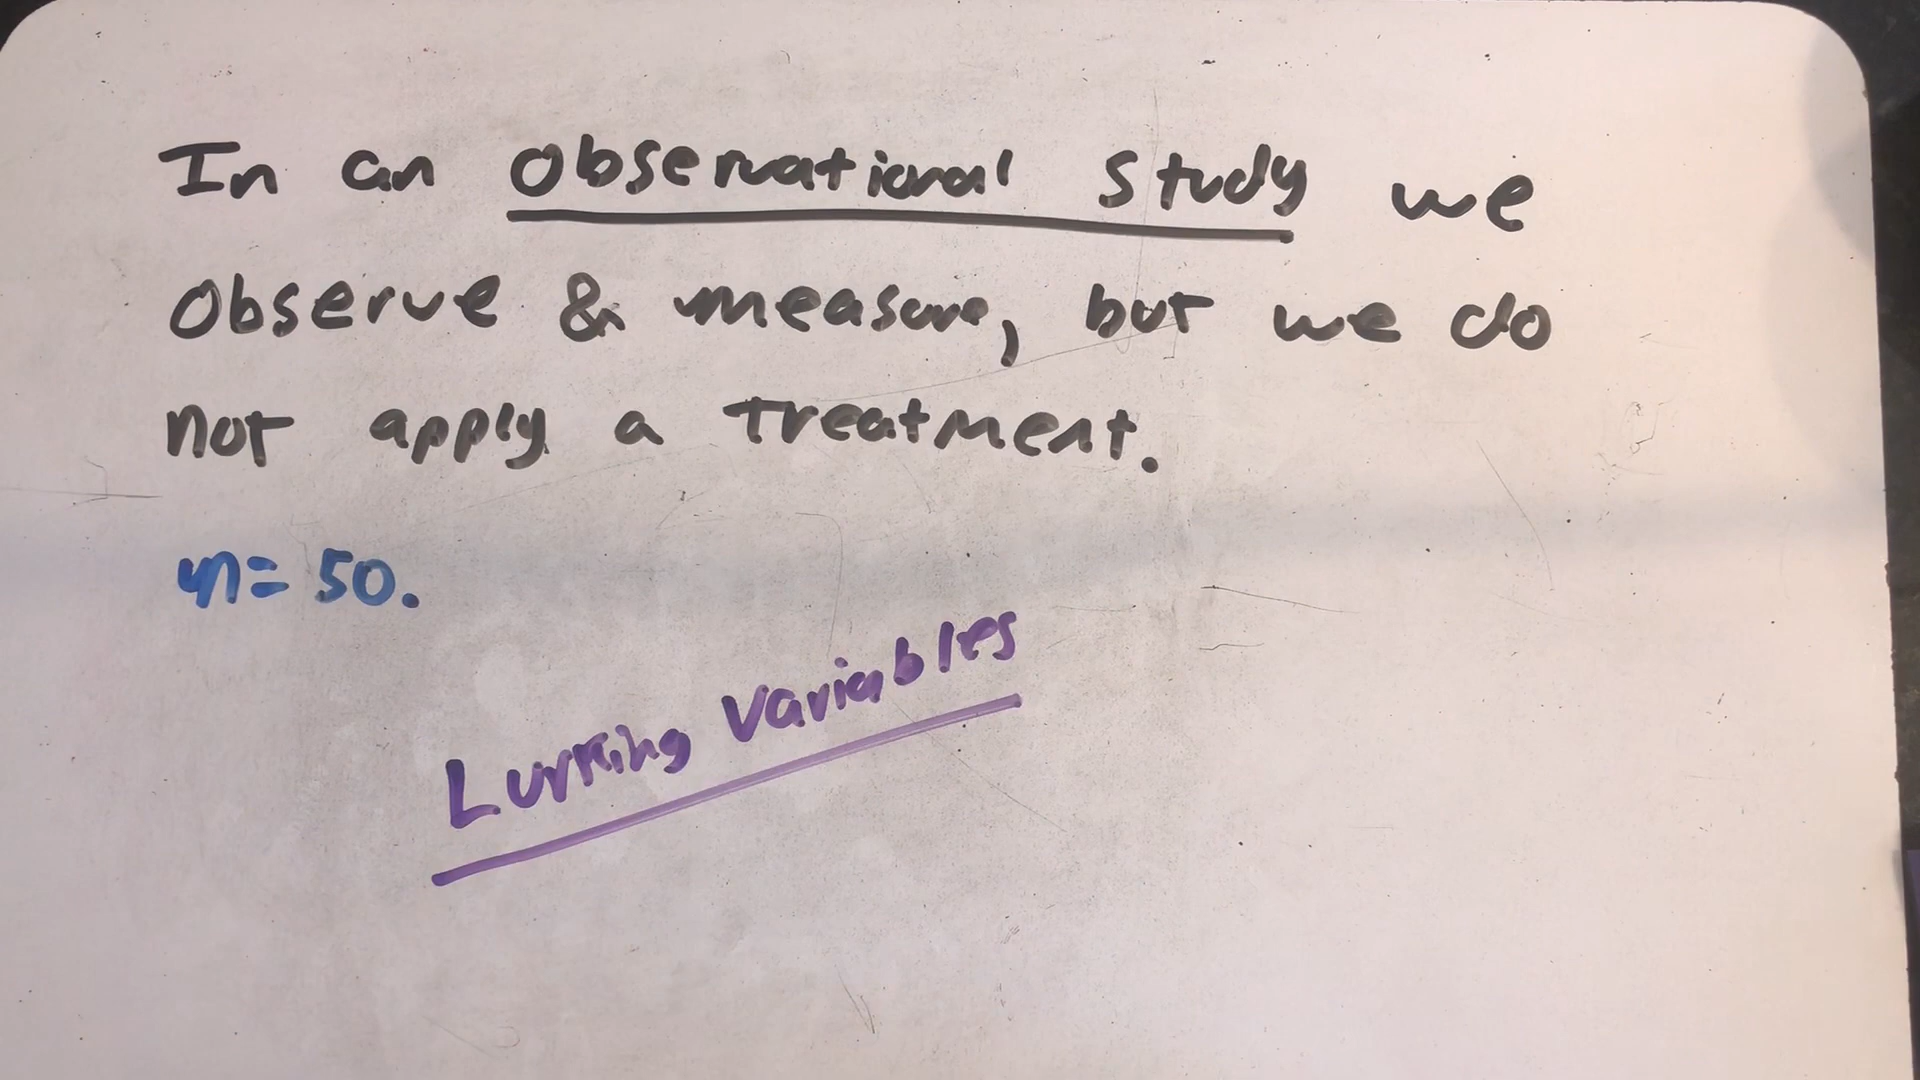 In an observational study we
observe & measure, but we do
not apply a treatment.
n= 50.
Lurking Variables